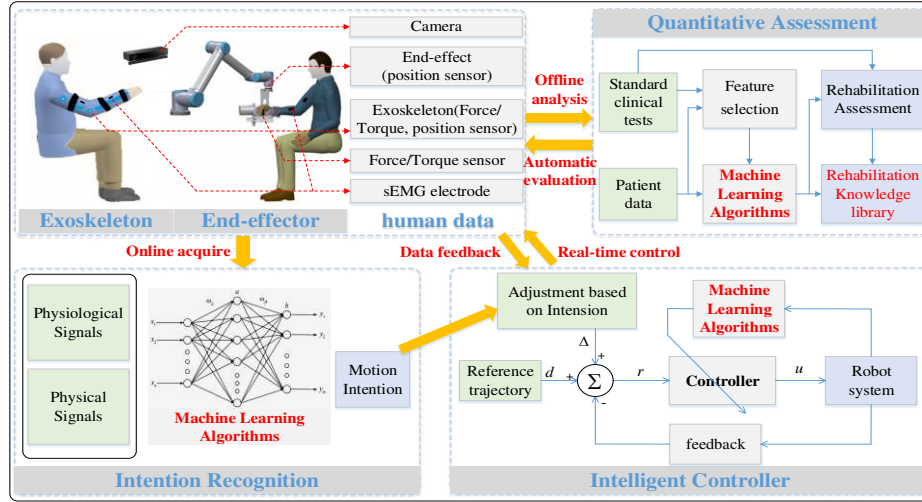 Camera
End-effect
(position sensor)
Exoskeleton(Force/
Torque, position sensor)
Force/Torque sensor
sEMG electrode
Exoskeleton
End-effector
human data
Offline
analysis
Automatic
evaluation
Quantitative Assessment
Standard
clinical
tests
Feature
selection
Rehabilitation
Assessment
Patient
data
Machine
Learning
Algorithms
Rehabilitation
Knowledge
library
Online acquire
Data feedback
Real-time control
Physiological
Signals
Physical
Signals
Machine Learning
Algorithms
Motion
Intention
Intention Recognition
Adjustment based
on Intension
Machine
Learning
Algorithms
Δ
+
Reference
trajectory
d
+
Σ
-
r
Controller
u
Robot
system
feedback
Intelligent Controller